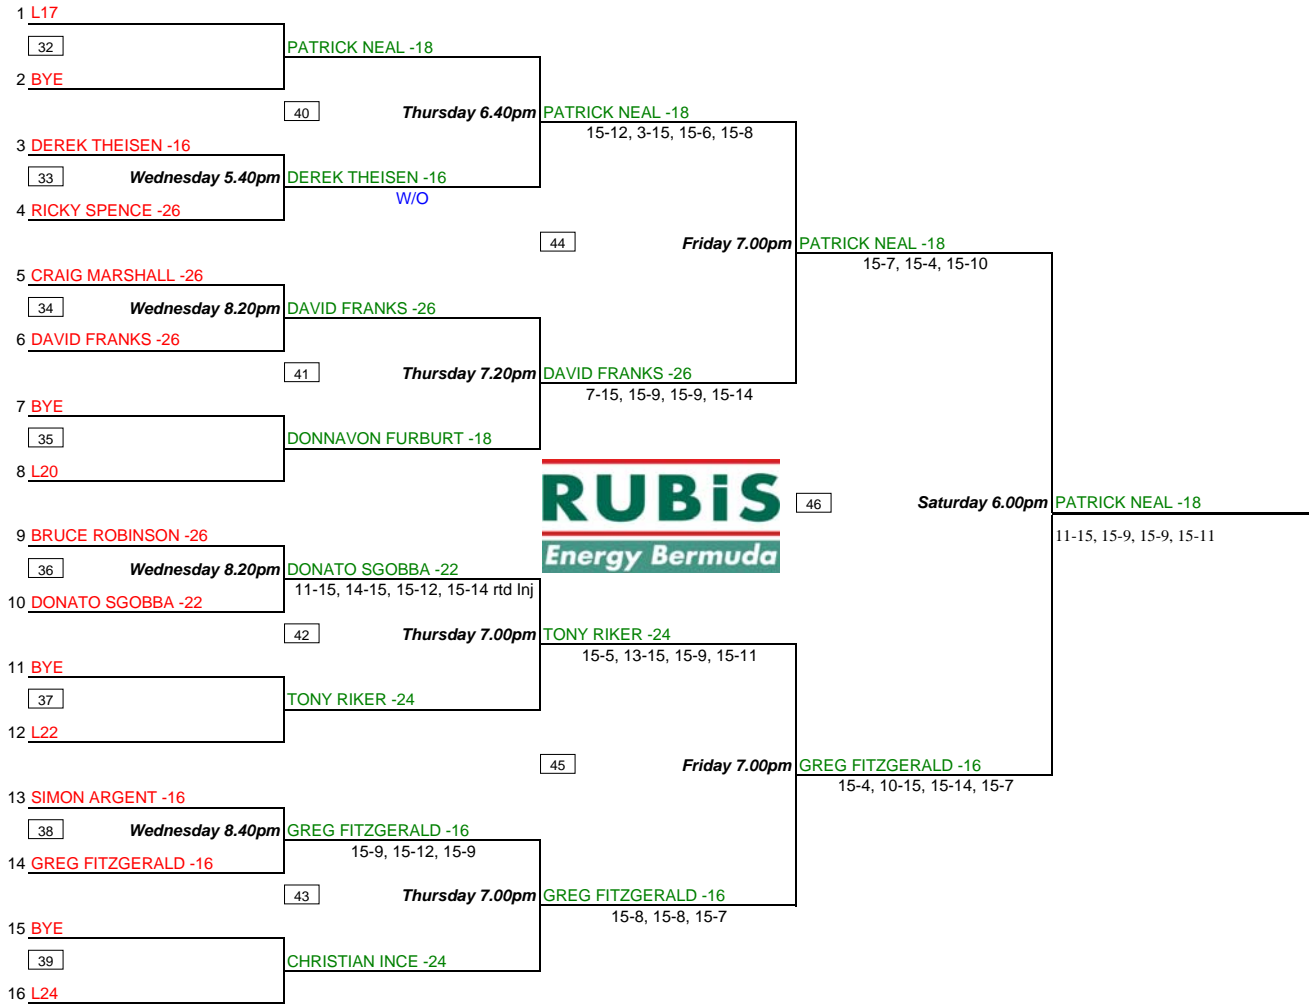 1 L17
32
PATRICK NEAL -18
2 BYE
40
Thursday 6.40pm
PATRICK NEAL -18
15-12, 3-15, 15-6, 15-8
3 DEREK THEISEN -16
33
Wednesday 5.40pm
DEREK THEISEN -16
W/O
4 RICKY SPENCE -26
44
Friday 7.00pm
PATRICK NEAL -18
15-7, 15-4, 15-10
5 CRAIG MARSHALL -26
34
Wednesday 8.20pm
DAVID FRANKS -26
6 DAVID FRANKS -26
41
Thursday 7.20pm
DAVID FRANKS -26
7-15, 15-9, 15-9, 15-14
7 BYE
35
DONNAVON FURBURT -18
8 L20
RUBiS
Energy Bermuda
46
Saturday 6.00pm
PATRICK NEAL -18
11-15, 15-9, 15-9, 15-11
9 BRUCE ROBINSON -26
36
Wednesday 8.20pm
DONATO SGOBBA -22
11-15, 14-15, 15-12, 15-14 rtd Inj
10 DONATO SGOBBA -22
42
Thursday 7.00pm
TONY RIKER -24
15-5, 13-15, 15-9, 15-11
11 BYE
37
TONY RIKER -24
12 L22
45
Friday 7.00pm
GREG FITZGERALD -16
15-4, 10-15, 15-14, 15-7
13 SIMON ARGENT -16
38
Wednesday 8.40pm
GREG FITZGERALD -16
15-9, 15-12, 15-9
14 GREG FITZGERALD -16
43
Thursday 7.00pm
GREG FITZGERALD -16
15-8, 15-8, 15-7
15 BYE
39
CHRISTIAN INCE -24
16 L24